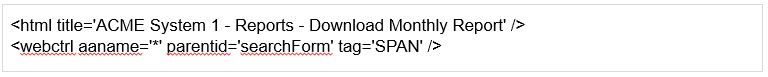 <html title='ACME System 1 - Reports - Download Monthly Report' />
<webctrl aaname='*' parentid='searchForm' tag='SPAN' />